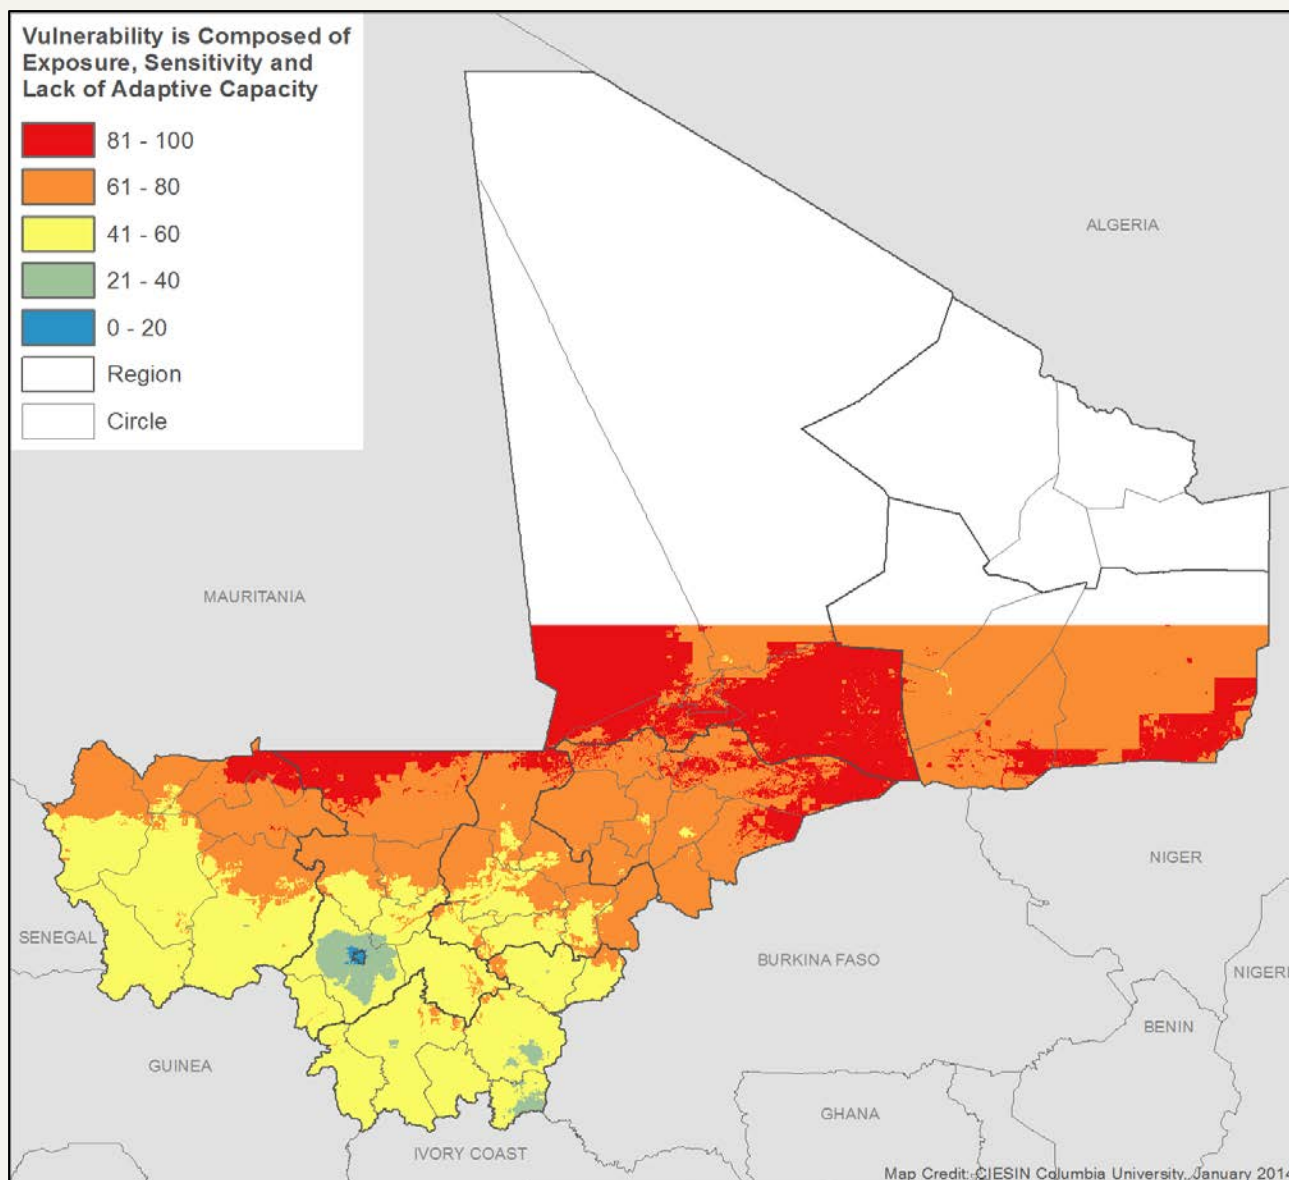 Vulnerability is Composed of
Exposure, Sensitivity and
Lack of Adaptive Capacity
81 - 100
61 - 80
41 - 60
21 - 40
0 - 20
Region
Circle
ALGERIA
MAURITANIA
NIGER
SENEGAL
BURKINA FASO
NIGERI
BENIN
GUINEA
GHANA
IVORY COAST
Map Credit: CIESIN Columbia University, January 2014